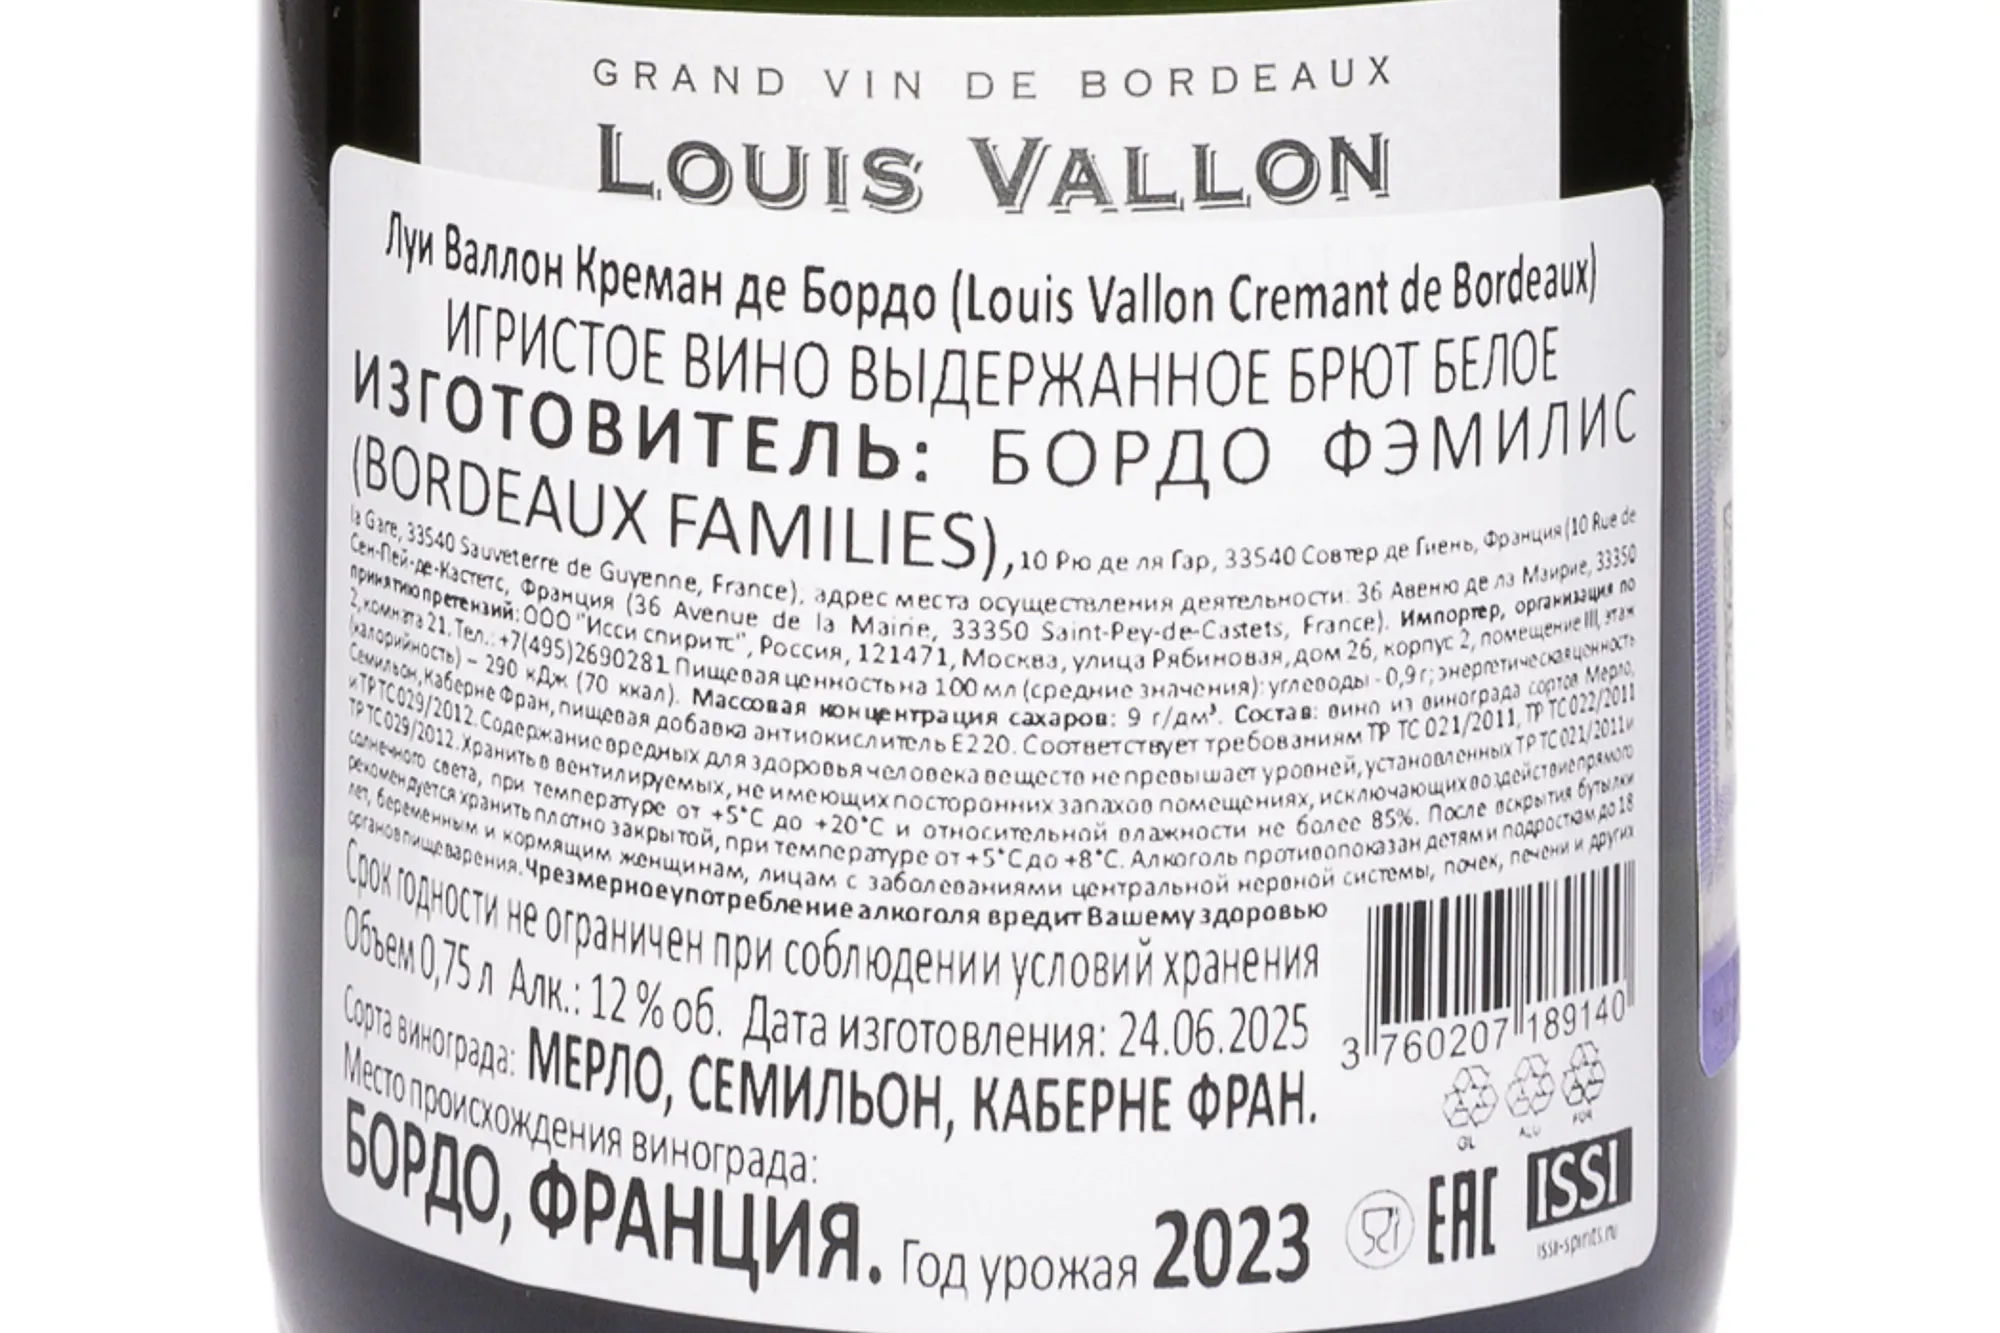 GRAND VIN DE BORDEAUX
LOUIS VALLON
Луи Валлон Креман де Бордо (Louis Vallon Cremant de Bordeaux)
ИГРИСТОЕ ВИНО ВЫДЕРЖАННОЕ БРЮТ БЕЛОЕ
ИЗГОТОВИТЕЛЬ: БОРДО ФЭМИЛИС
(BORDEAUX FAMILIES), 10 Рю де ля Гар, 33540 Совтер де Гиень, Франция (10 Rue de
la Gare, 33540 Sauveterre de Guyenne, France), адрес места осуществления деятельности: 36 Авеню де ла Маирие, 33350
Сен-Пей-де-Кастетс, Франция (36 Avenue de la Mairie, 33350 Saint-Pey-de-Castets, France). Импортер, организация по
принятию претензий: ООО "Исси спиритс", Россия, 121471, Москва, улица Рябиновая, дом 26, корпус 2, помещение III, этаж
2, комната 21. Тел.: +7(495)2690281. Пищевая ценность на 100 мл (средние значения): углеводы - 0,9 г; энергетическая ценность
(калорийность) – 290 кДж (70 ккал). Массовая концентрация сахаров: 9 г/дм³. Состав: вино из винограда сортов Мерло,
Семильон, Каберне Фран, пищевая добавка антиокислитель Е220. Соответствует требованиям ТР ТС 021/2011, ТР ТС 022/2011
и ТР ТС 029/2012. Содержание вредных для здоровья человека веществ не превышает уровней, установленных ТР ТС 021/2011 и
ТР ТС 029/2012. Хранить в вентилируемых, не имеющих посторонних запахов помещениях, исключающих воздействие прямого
солнечного света, при температуре от +5°С до +20°С и относительной влажности не более 85%. После вскрытия бутылки
рекомендуется хранить плотно закрытой, при температуре от +5°С до +8°С. Алкоголь противопоказан детям и подросткам до 18
лет, беременным и кормящим женщинам, лицам с заболеваниями центральной нервной системы, почек, печени и других
органов пищеварения. Чрезмерное употребление алкоголя вредит Вашему здоровью
Срок годности не ограничен при соблюдении условий хранения
Объем 0,75 л Алк.: 12 % об. Дата изготовления: 24.06.2025
Сорта винограда: МЕРЛО, СЕМИЛЬОН, КАБЕРНЕ ФРАН.
Место происхождения винограда:
БОРДО, ФРАНЦИЯ. Год урожая 2023
3 760207 189140
GL ALU FOR
EAC ISSI
issi-spirits.ru